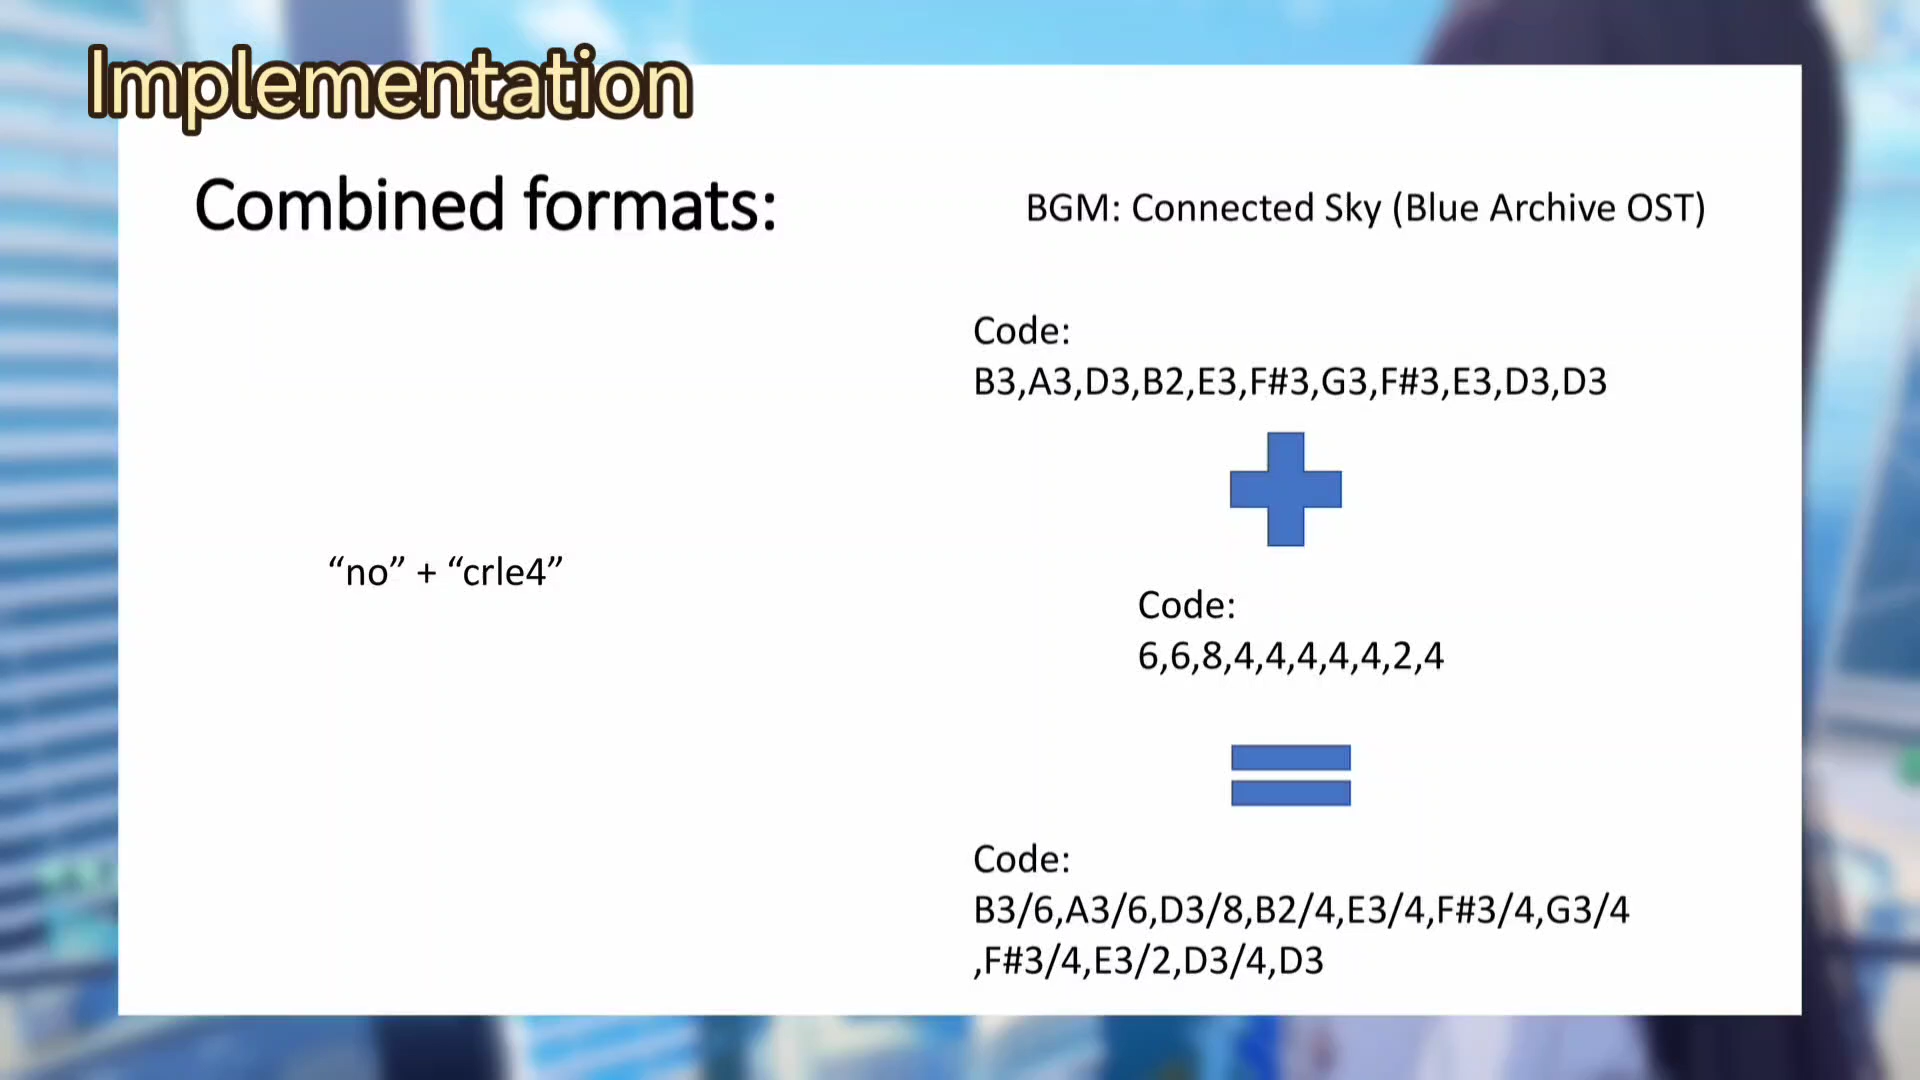 Implementation
Combined formats:
BGM: Connected Sky (Blue Archive OST)
Code:
B3,A3,D3,B2,E3,F#3,G3,F#3,E3,D3,D3
“no” + “crle4”
Code:
6,6,8,4,4,4,4,4,2,4
Code:
B3/6,A3/6,D3/8,B2/4,E3/4,F#3/4,G3/4
,F#3/4,E3/2,D3/4,D3